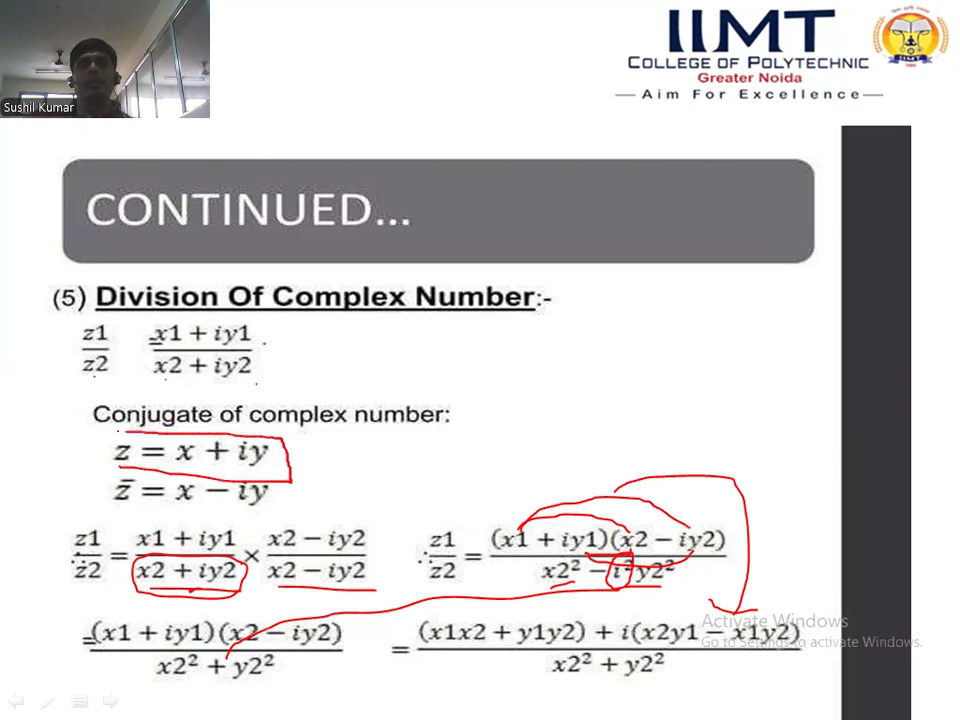 Sushil Kumar
IIMT
COLLEGE OF POLYTECHNIC
Greater Noida
Aim For Excellence
IIMT
CONTINUED...
(5) Division Of Complex Number:-
z1/z2 = x1 + iy1/x2 + iy2
Conjugate of complex number:
z = x + iy
z̄ = x − iy
∴ z1/z2 = x1 + iy1/x2 + iy2 × x2 − iy2/x2 − iy2
∴ z1/z2 = (x1 + iy1)(x2 − iy2)/x2² − i²y2²
= (x1 + iy1)(x2 − iy2)/x2² + y2²
= (x1x2 + y1y2) + i(x2y1 − x1y2)/x2² + y2²
Activate Windows
Go to Settings to activate Windows.